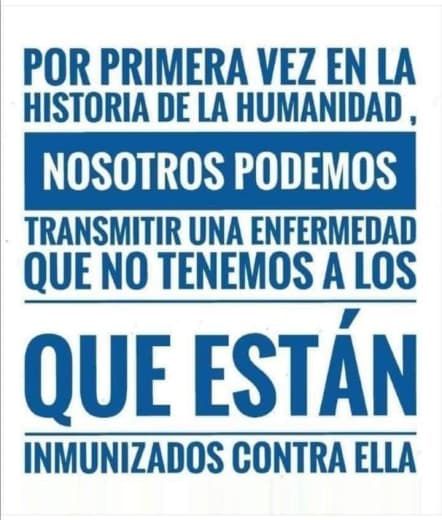 POR PRIMERA VEZ EN LA
HISTORIA DE LA HUMANIDAD ,
NOSOTROS PODEMOS
TRANSMITIR UNA ENFERMEDAD
QUE NO TENEMOS A LOS
QUE ESTÁN
INMUNIZADOS CONTRA ELLA